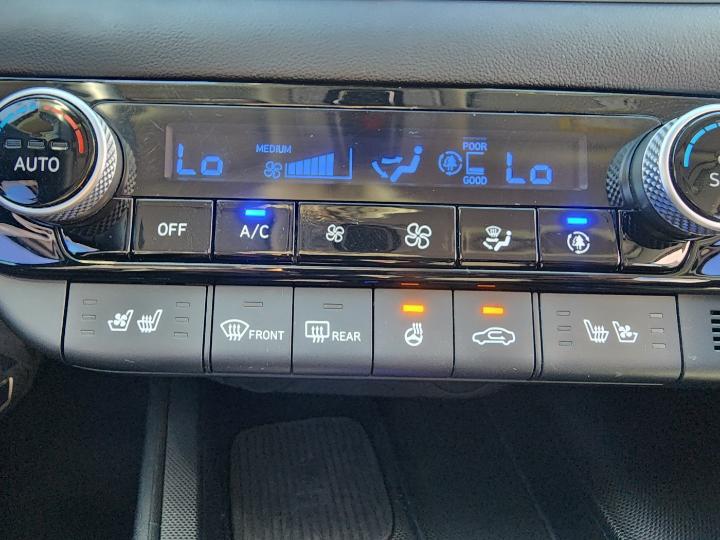 AUTO
Lo
MEDIUM
POOR
GOOD
Lo
S
OFF
A/C
FRONT
REAR